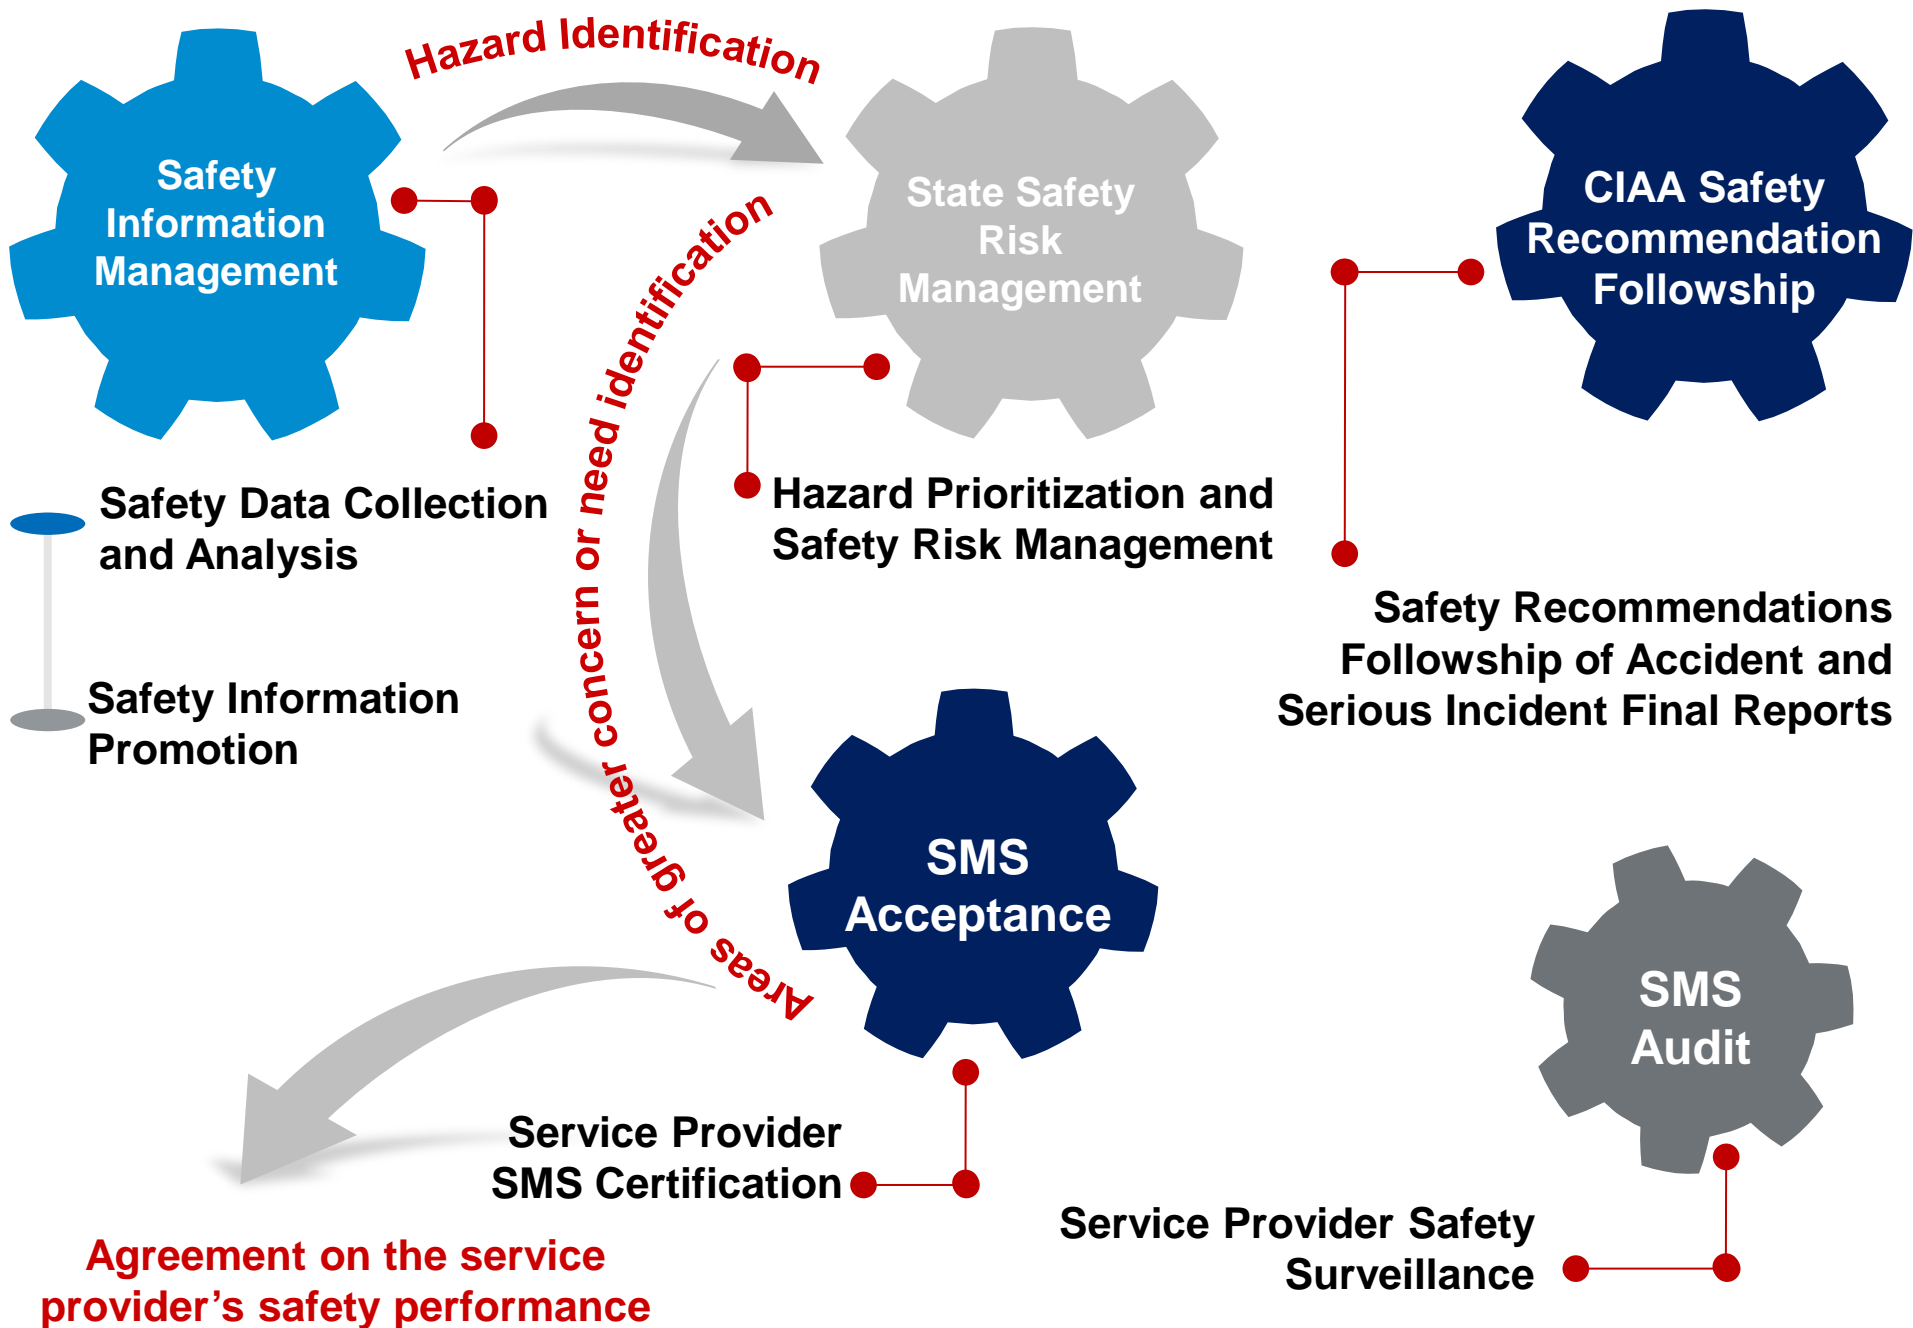 Hazard Identification
Safety
Information
Management
State Safety
Risk
Management
CIAA Safety
Recommendation
Followship
Areas of greater concern or need identification
Safety Data Collection
and Analysis
Safety Information
Promotion
Hazard Prioritization and
Safety Risk Management
Safety Recommendations
Followship of Accident and
Serious Incident Final Reports
SMS
Acceptance
SMS
Audit
Service Provider
SMS Certification
Service Provider Safety
Surveillance
Agreement on the service
provider’s safety performance